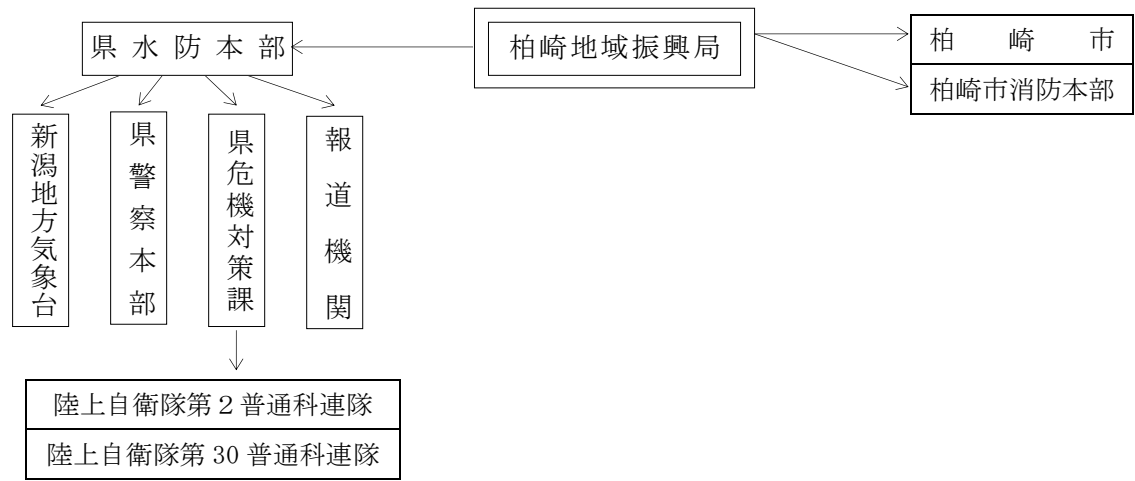 県水防本部
柏崎地域振興局
柏崎市
柏崎市消防本部
新潟地方気象台
県警察本部
県危機対策課
報道機関
陸上自衛隊第２普通科連隊
陸上自衛隊第 30 普通科連隊